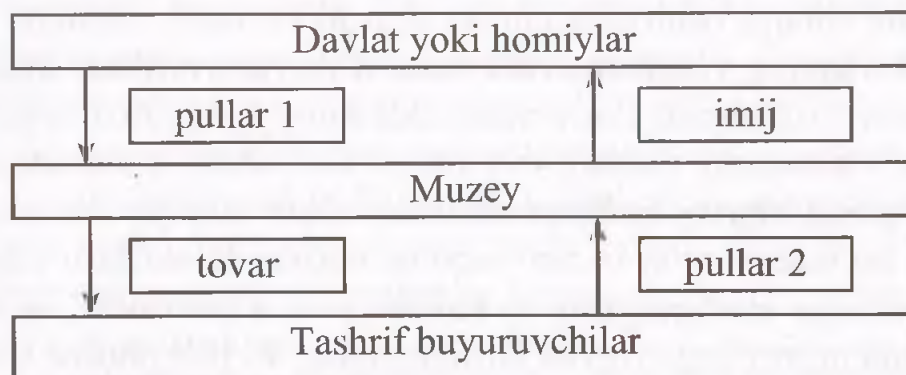 Davlat yoki homiylar
pullar 1
imij
Muzey
tovar
pullar 2
Tashrif buyuruvchilar